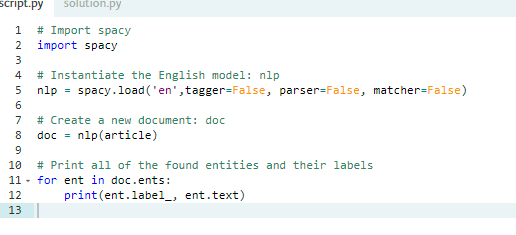 script.py solution.py
1 # Import spacy
2 import spacy
3
4 # Instantiate the English model: nlp
5 nlp = spacy.load('en',tagger=False, parser=False, matcher=False)
6
7 # Create a new document: doc
8 doc = nlp(article)
9
10 # Print all of the found entities and their labels
11 for ent in doc.ents:
12     print(ent.label_, ent.text)
13